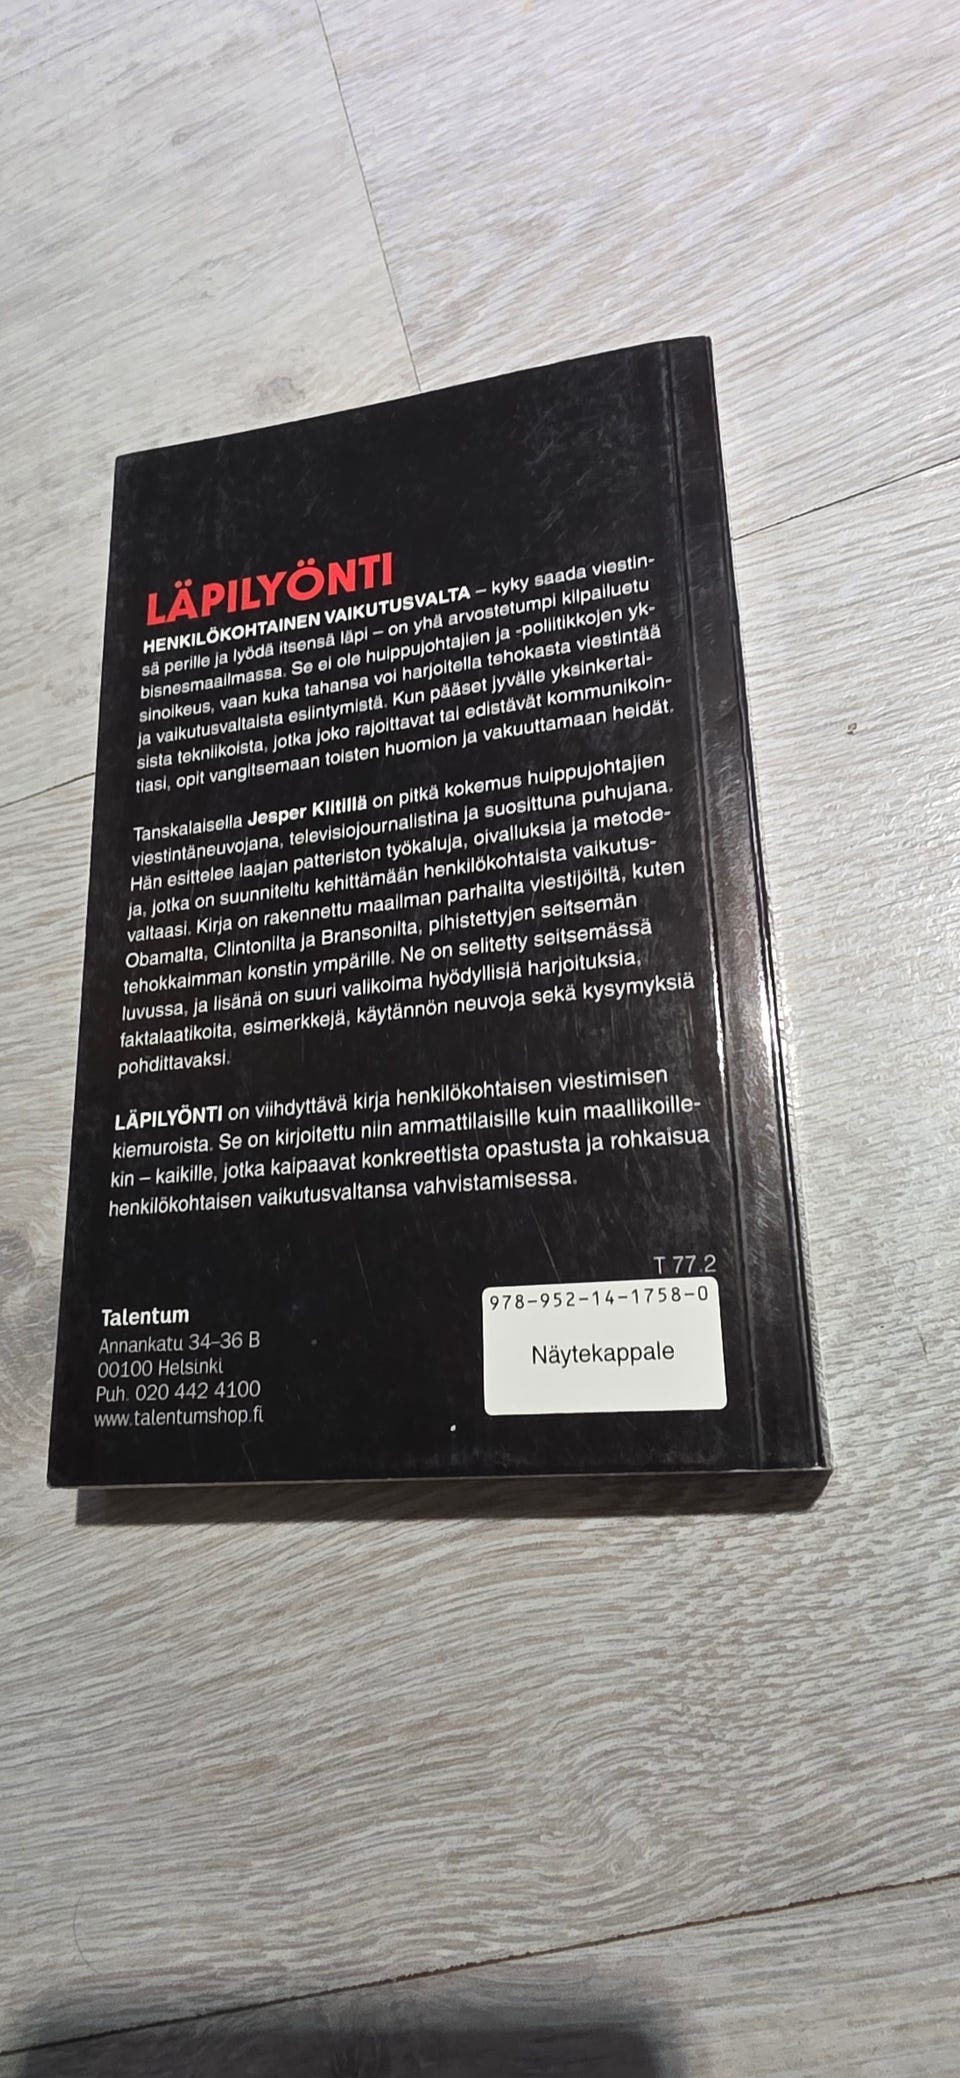 LÄPILYÖNTI
HENKILÖKOHTAINEN VAIKUTUSVALTA – kyky saada viestin-
sä perille ja lyödä itsensä läpi – on yhä arvostetumpi kilpailuetu
bisnesmaailmassa. Se ei ole huippujohtajien ja -poliitikkojen yk-
sinoikeus, vaan kuka tahansa voi harjoitella tehokasta viestintää
ja vaikutusvaltaista esiintymistä. Kun pääset jyvälle yksinkertai-
sista tekniikoista, jotka joko rajoittavat tai edistävät kommunikoin-
tiasi, opit vangitsemaan toisten huomion ja vakuuttamaan heidät.
Tanskalaisella Jesper Klitillä on pitkä kokemus huippujohtajien
viestintäneuvojana, televisiojournalistina ja suosittuna puhujana.
Hän esittelee laajan patteriston työkaluja, oivalluksia ja metode-
ja, jotka on suunniteltu kehittämään henkilökohtaista vaikutus-
valtaasi. Kirja on rakennettu maailman parhailta viestijöiltä, kuten
Obamalta, Clintonilta ja Bransonilta, pihistettyjen seitsemän
tehokkaimman konstin ympärille. Ne on selitetty seitsemässä
luvussa, ja lisänä on suuri valikoima hyödyllisiä harjoituksia,
faktalaatikoita, esimerkkejä, käytännön neuvoja sekä kysymyksiä
pohdittavaksi.
LÄPILYÖNTI on viihdyttävä kirja henkilökohtaisen viestimisen
kiemuroista. Se on kirjoitettu niin ammattilaisille kuin maallikoille-
kin – kaikille, jotka kaipaavat konkreettista opastusta ja rohkaisua
henkilökohtaisen vaikutusvaltansa vahvistamisessa.
T 77.2
978-952-14-1758-0
Näytekappale
Talentum
Annankatu 34–36 B
00100 Helsinki
Puh. 020 442 4100
www.talentumshop.fi